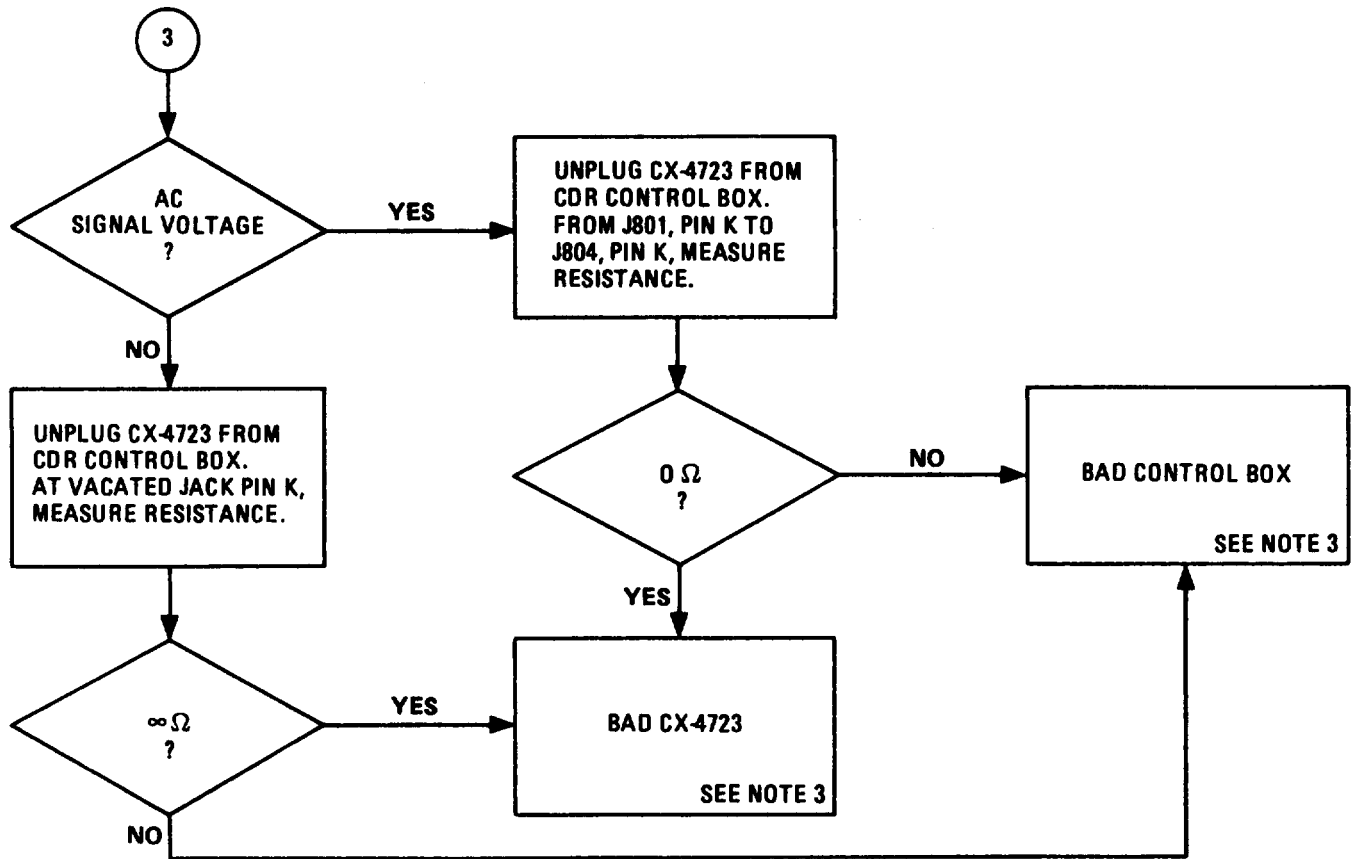 3
AC
SIGNAL VOLTAGE
?
YES
UNPLUG CX-4723 FROM
CDR CONTROL BOX.
FROM J801, PIN K TO
J804, PIN K, MEASURE
RESISTANCE.
NO
UNPLUG CX-4723 FROM
CDR CONTROL BOX.
AT VACATED JACK PIN K,
MEASURE RESISTANCE.
0 Ω
?
NO
BAD CONTROL BOX
SEE NOTE 3
YES
∞ Ω
?
YES
BAD CX-4723
SEE NOTE 3
NO